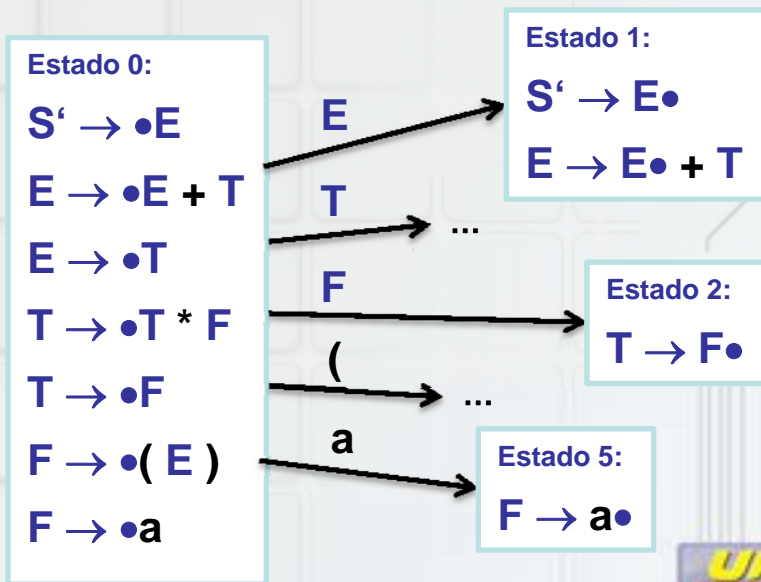 Estado 0:
S‘ → •E
E → •E + T
E → •T
T → •T * F
T → •F
F → •( E )
F → •a
E
T
...
F
(
...
a
Estado 1:
S‘ → E•
E → E• + T
Estado 2:
T → F•
Estado 5:
F → a•